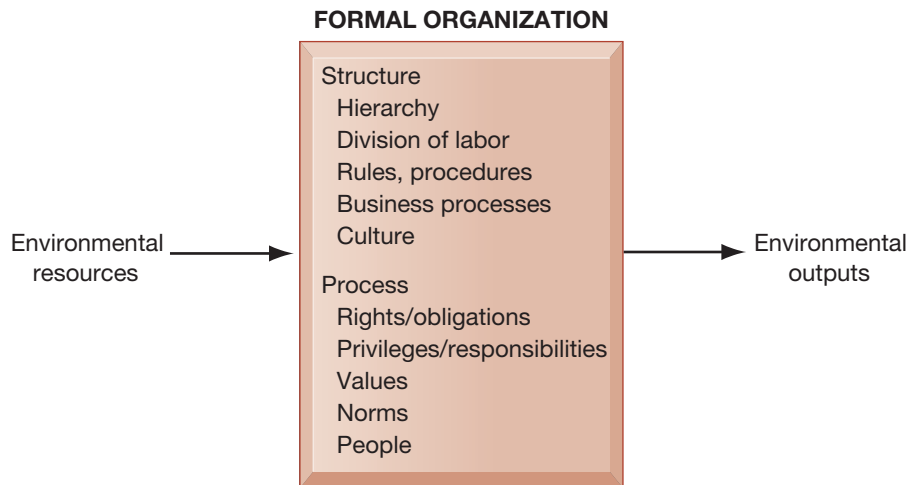 FORMAL ORGANIZATION
Structure
Hierarchy
Division of labor
Rules, procedures
Business processes
Culture
Environmental
resources
Environmental
outputs
Process
Rights/obligations
Privileges/responsibilities
Values
Norms
People